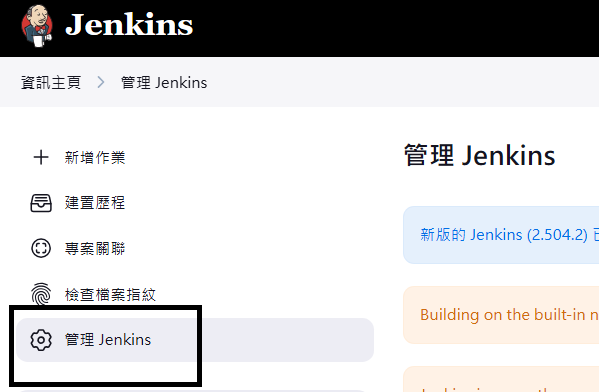 Jenkins
資訊主頁 > 管理 Jenkins
新增作業
建置歷程
專案關聯
檢查檔案指紋
管理 Jenkins
管理 Jenkins
新版的 Jenkins (2.504.2)
Building on the built-in